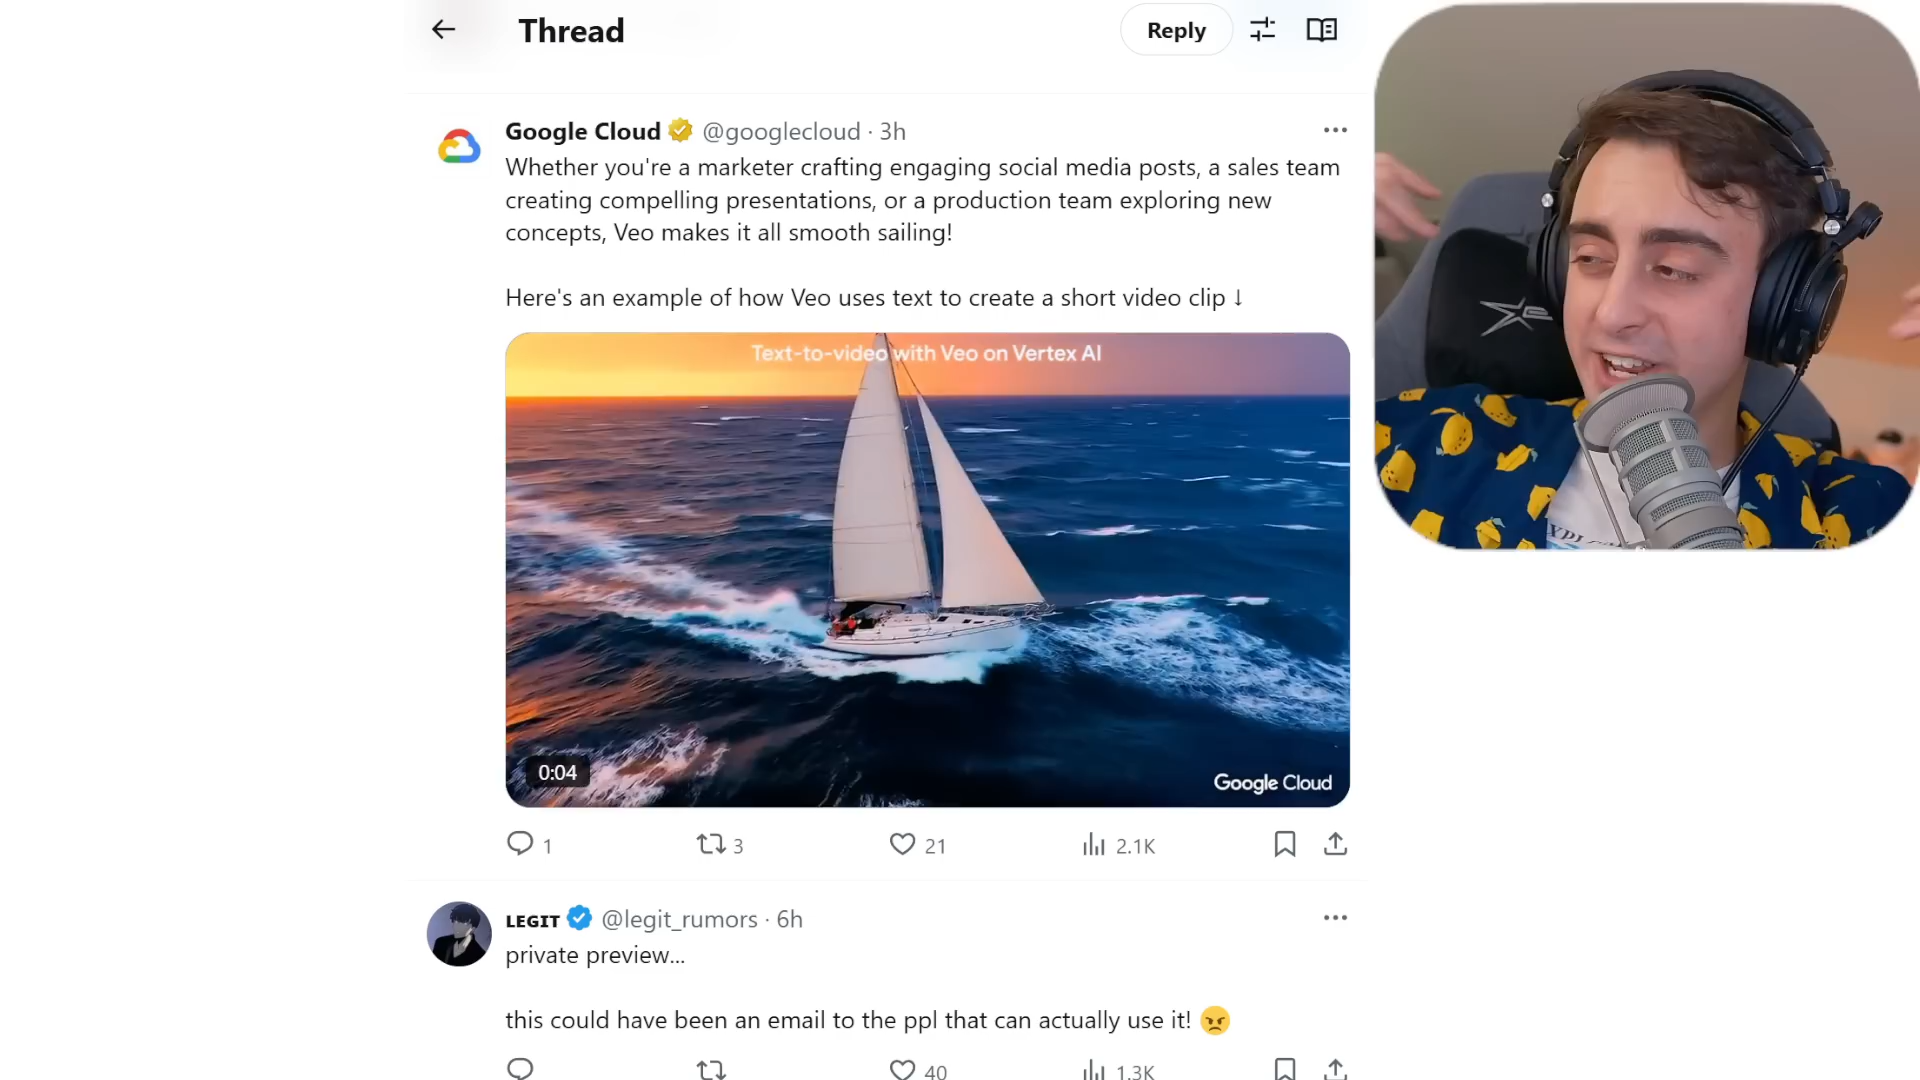 Thread
Reply
Google Cloud @googlecloud · 3h
Whether you're a marketer crafting engaging social media posts, a sales team
creating compelling presentations, or a production team exploring new
concepts, Veo makes it all smooth sailing!
Here's an example of how Veo uses text to create a short video clip ↓
Text-to-video with Veo on Vertex AI
0:04
Google Cloud
1 3 21 2.1K
LEGIT @legit_rumors · 6h
private preview...
this could have been an email to the ppl that can actually use it! 😠
40 1.3K